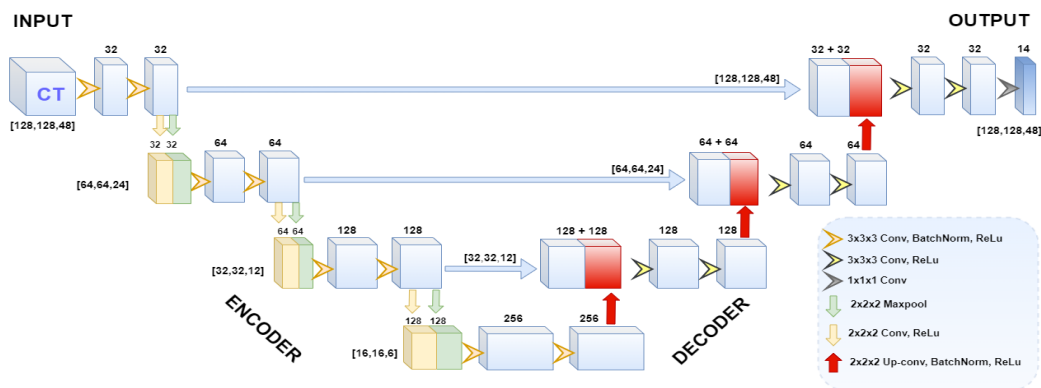 INPUT
OUTPUT
32
32
32 + 32
32
32
14
CT
[128,128,48]
[128,128,48]
[128,128,48]
32 32
64
64
64 + 64
64
64
[64,64,24]
[64,64,24]
64 64
128
128
128 + 128
128
128
[32,32,12]
[32,32,12]
ENCODER
DECODER
128 128
256
256
[16,16,6]
3x3x3 Conv, BatchNorm, ReLu
3x3x3 Conv, ReLu
1x1x1 Conv
2x2x2 Maxpool
2x2x2 Conv, ReLu
2x2x2 Up-conv, BatchNorm, ReLu